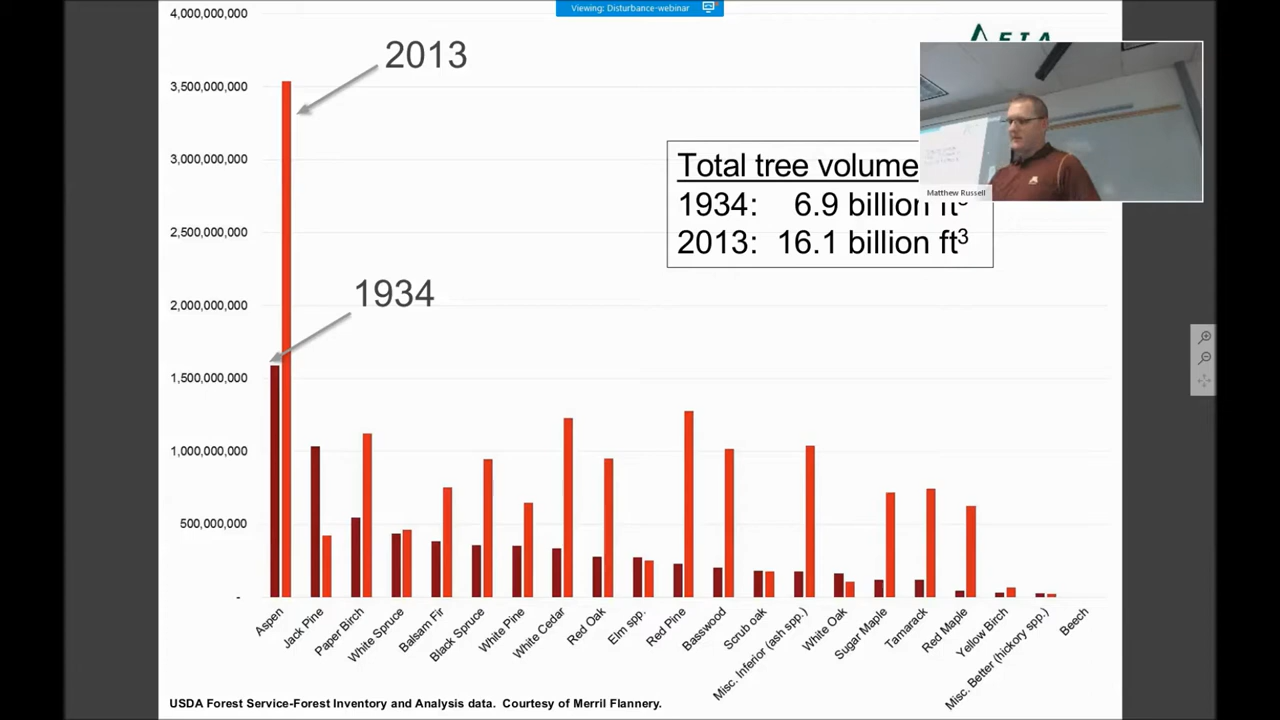 Viewing: Disturbance-webinar
FIA
4,000,000,000
3,500,000,000
3,000,000,000
2,500,000,000
2,000,000,000
1,500,000,000
1,000,000,000
500,000,000
-
2013
1934
Total tree volume
1934: 6.9 billion ft³
2013: 16.1 billion ft³
Matthew Russell
Aspen
Jack Pine
Paper Birch
White Spruce
Balsam Fir
Black Spruce
White Pine
White Cedar
Red Oak
Elm spp.
Red Pine
Basswood
Scrub oak
Misc. Inferior (ash spp.)
White Oak
Sugar Maple
Tamarack
Red Maple
Yellow Birch
Misc. Better (hickory spp.)
Beech
USDA Forest Service-Forest Inventory and Analysis data. Courtesy of Merril Flannery.